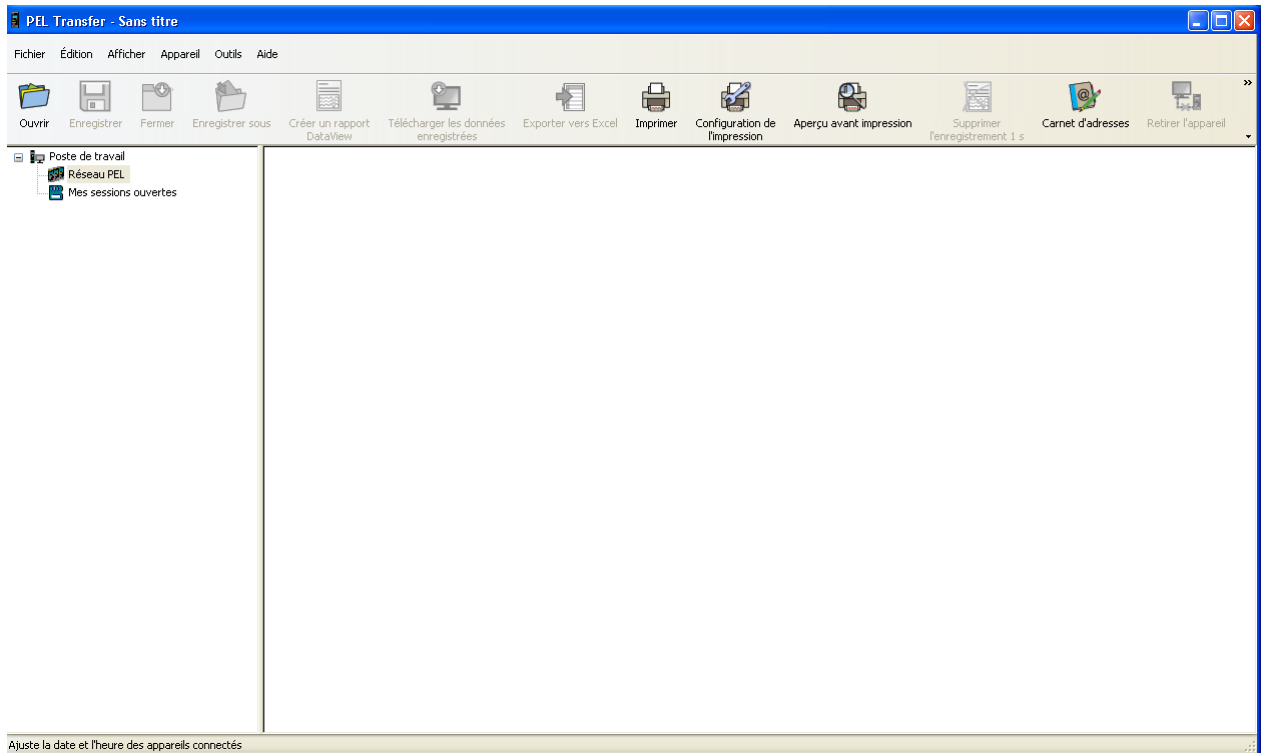 PEL Transfer - Sans titre
Fichier Édition Afficher Appareil Outils Aide
Ouvrir
Enregistrer
Fermer
Enregistrer sous
Créer un rapport
DataView
Télécharger les données
enregistrées
Exporter vers Excel
Imprimer
Configuration de
l'impression
Aperçu avant impression
Supprimer
l'enregistrement 1 s
Carnet d'adresses
Retirer l'appareil
Poste de travail
Réseau PEL
Mes sessions ouvertes
Ajuste la date et l'heure des appareils connectés